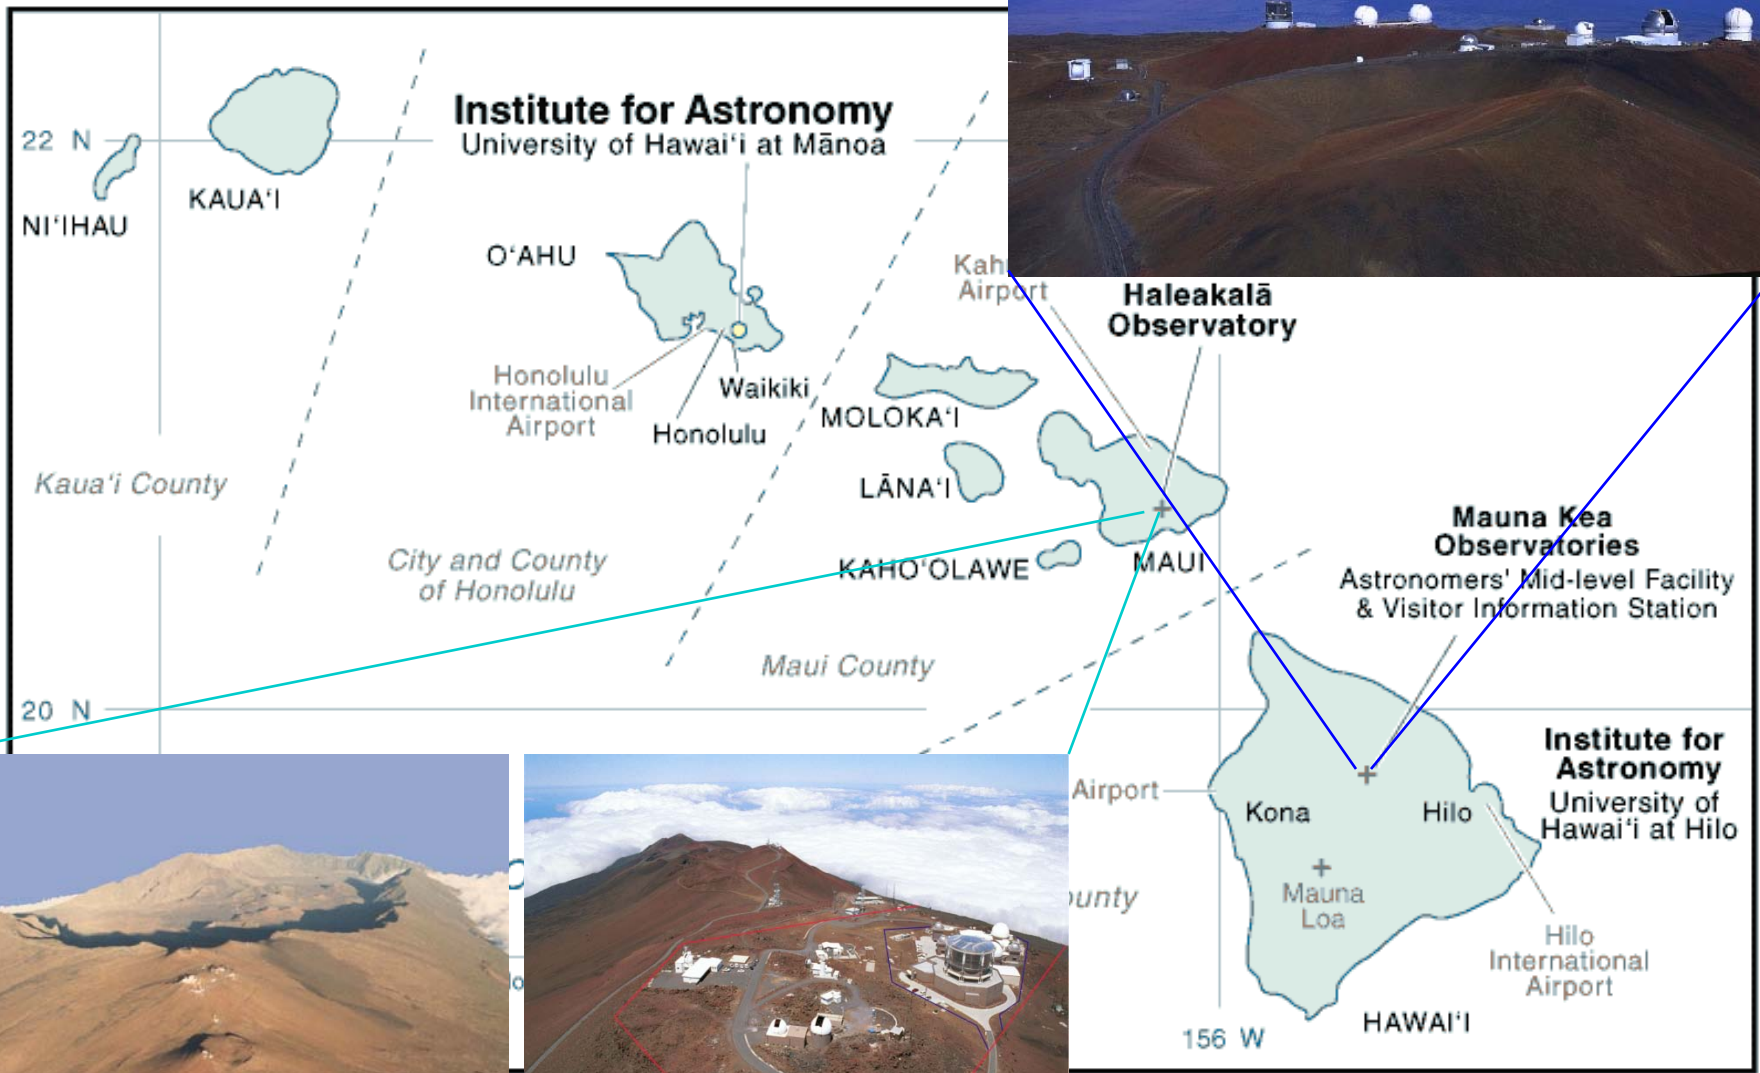 Institute for Astronomy
University of Hawai‘i at Mānoa
22 N
KAUA‘I
NI‘IHAU
O‘AHU
Airport
Haleakalā
Observatory
Honolulu
International
Airport
Waikiki
Honolulu
MOLOKA‘I
LĀNA‘I
Kaua‘i County
City and County
of Honolulu
KAHO‘OLAWE
MAUI
Mauna Kea
Observatories
Astronomers' Mid-level Facility
& Visitor Information Station
Maui County
20 N
Institute for
Astronomy
University of
Hawai‘i at Hilo
Airport
Kona
Hilo
Mauna
Loa
Hilo
International
Airport
HAWAI‘I
156 W